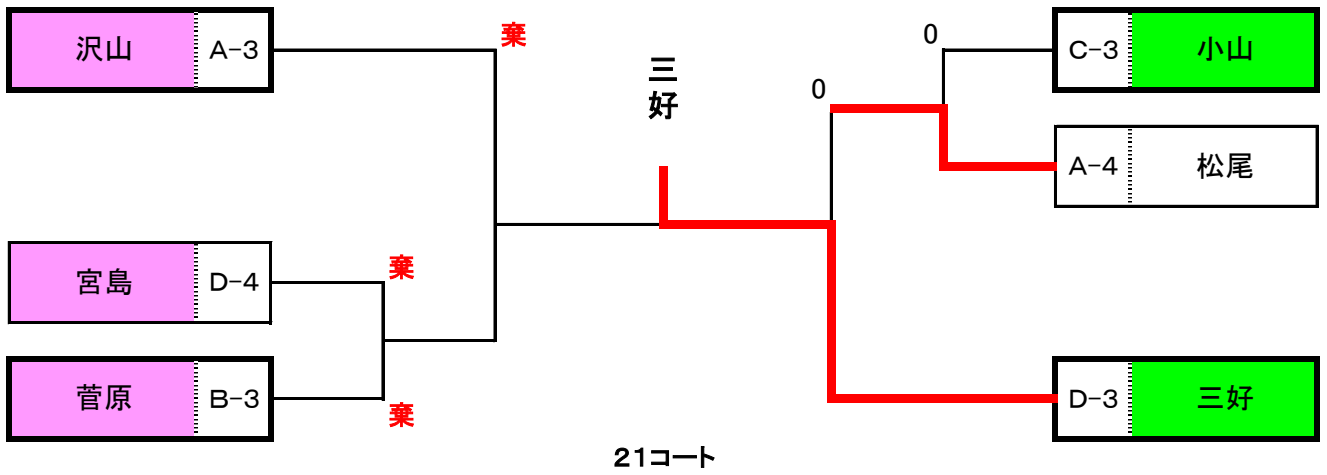 沢山 A-3
棄
宮島 D-4
棄
菅原 B-3
棄
三好
0
0
C-3 小山
A-4 松尾
D-3 三好
21コート